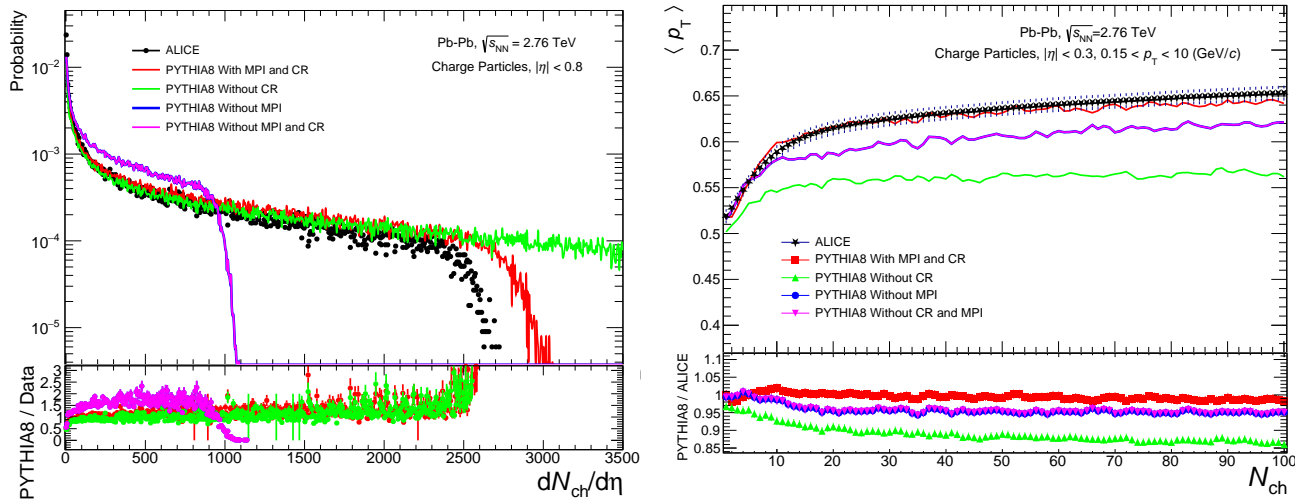 Probability
Pb-Pb, √sNN = 2.76 TeV
Charge Particles, |η| < 0.8
ALICE
PYTHIA8 With MPI and CR
PYTHIA8 Without CR
PYTHIA8 Without MPI
PYTHIA8 Without MPI and CR
10⁻²
10⁻³
10⁻⁴
10⁻⁵
PYTHIA8 / Data
3
2.5
2
1.5
1
0.5
0
0 500 1000 1500 2000 2500 3000 3500
dNch/dη
⟨ pT ⟩
Pb-Pb, √sNN=2.76 TeV
Charge Particles, |η| < 0.3, 0.15 < pT < 10 (GeV/c)
0.7
0.65
0.6
0.55
0.5
0.45
0.4
0.38
ALICE
PYTHIA8 With MPI and CR
PYTHIA8 Without CR
PYTHIA8 Without MPI
PYTHIA8 Without CR and MPI
PYTHIA8 / ALICE
1.1
1.05
1.00
0.95
0.90
0.85
10 20 30 40 50 60 70 80 90 100
Nch